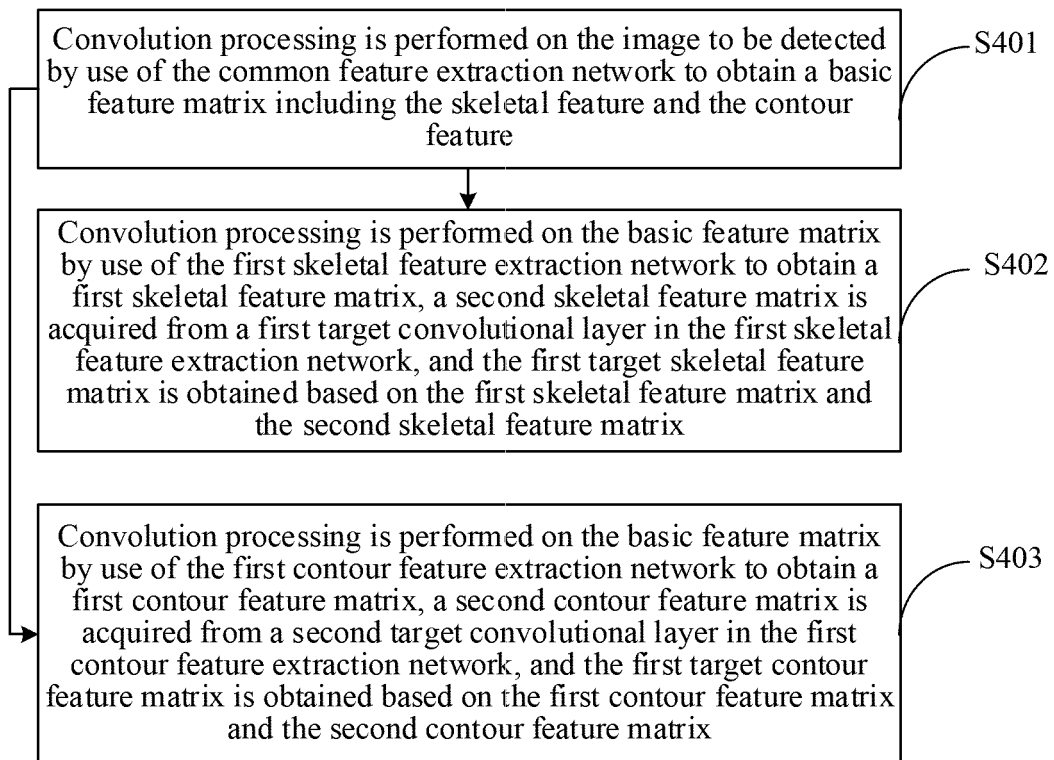 Convolution processing is performed on the image to be detected
by use of the common feature extraction network to obtain a basic
feature matrix including the skeletal feature and the contour
feature
S401
Convolution processing is performed on the basic feature matrix
by use of the first skeletal feature extraction network to obtain a
first skeletal feature matrix, a second skeletal feature matrix is
acquired from a first target convolutional layer in the first skeletal
feature extraction network, and the first target skeletal feature
matrix is obtained based on the first skeletal feature matrix and
the second skeletal feature matrix
S402
Convolution processing is performed on the basic feature matrix
by use of the first contour feature extraction network to obtain a
first contour feature matrix, a second contour feature matrix is
acquired from a second target convolutional layer in the first
contour feature extraction network, and the first target contour
feature matrix is obtained based on the first contour feature matrix
and the second contour feature matrix
S403